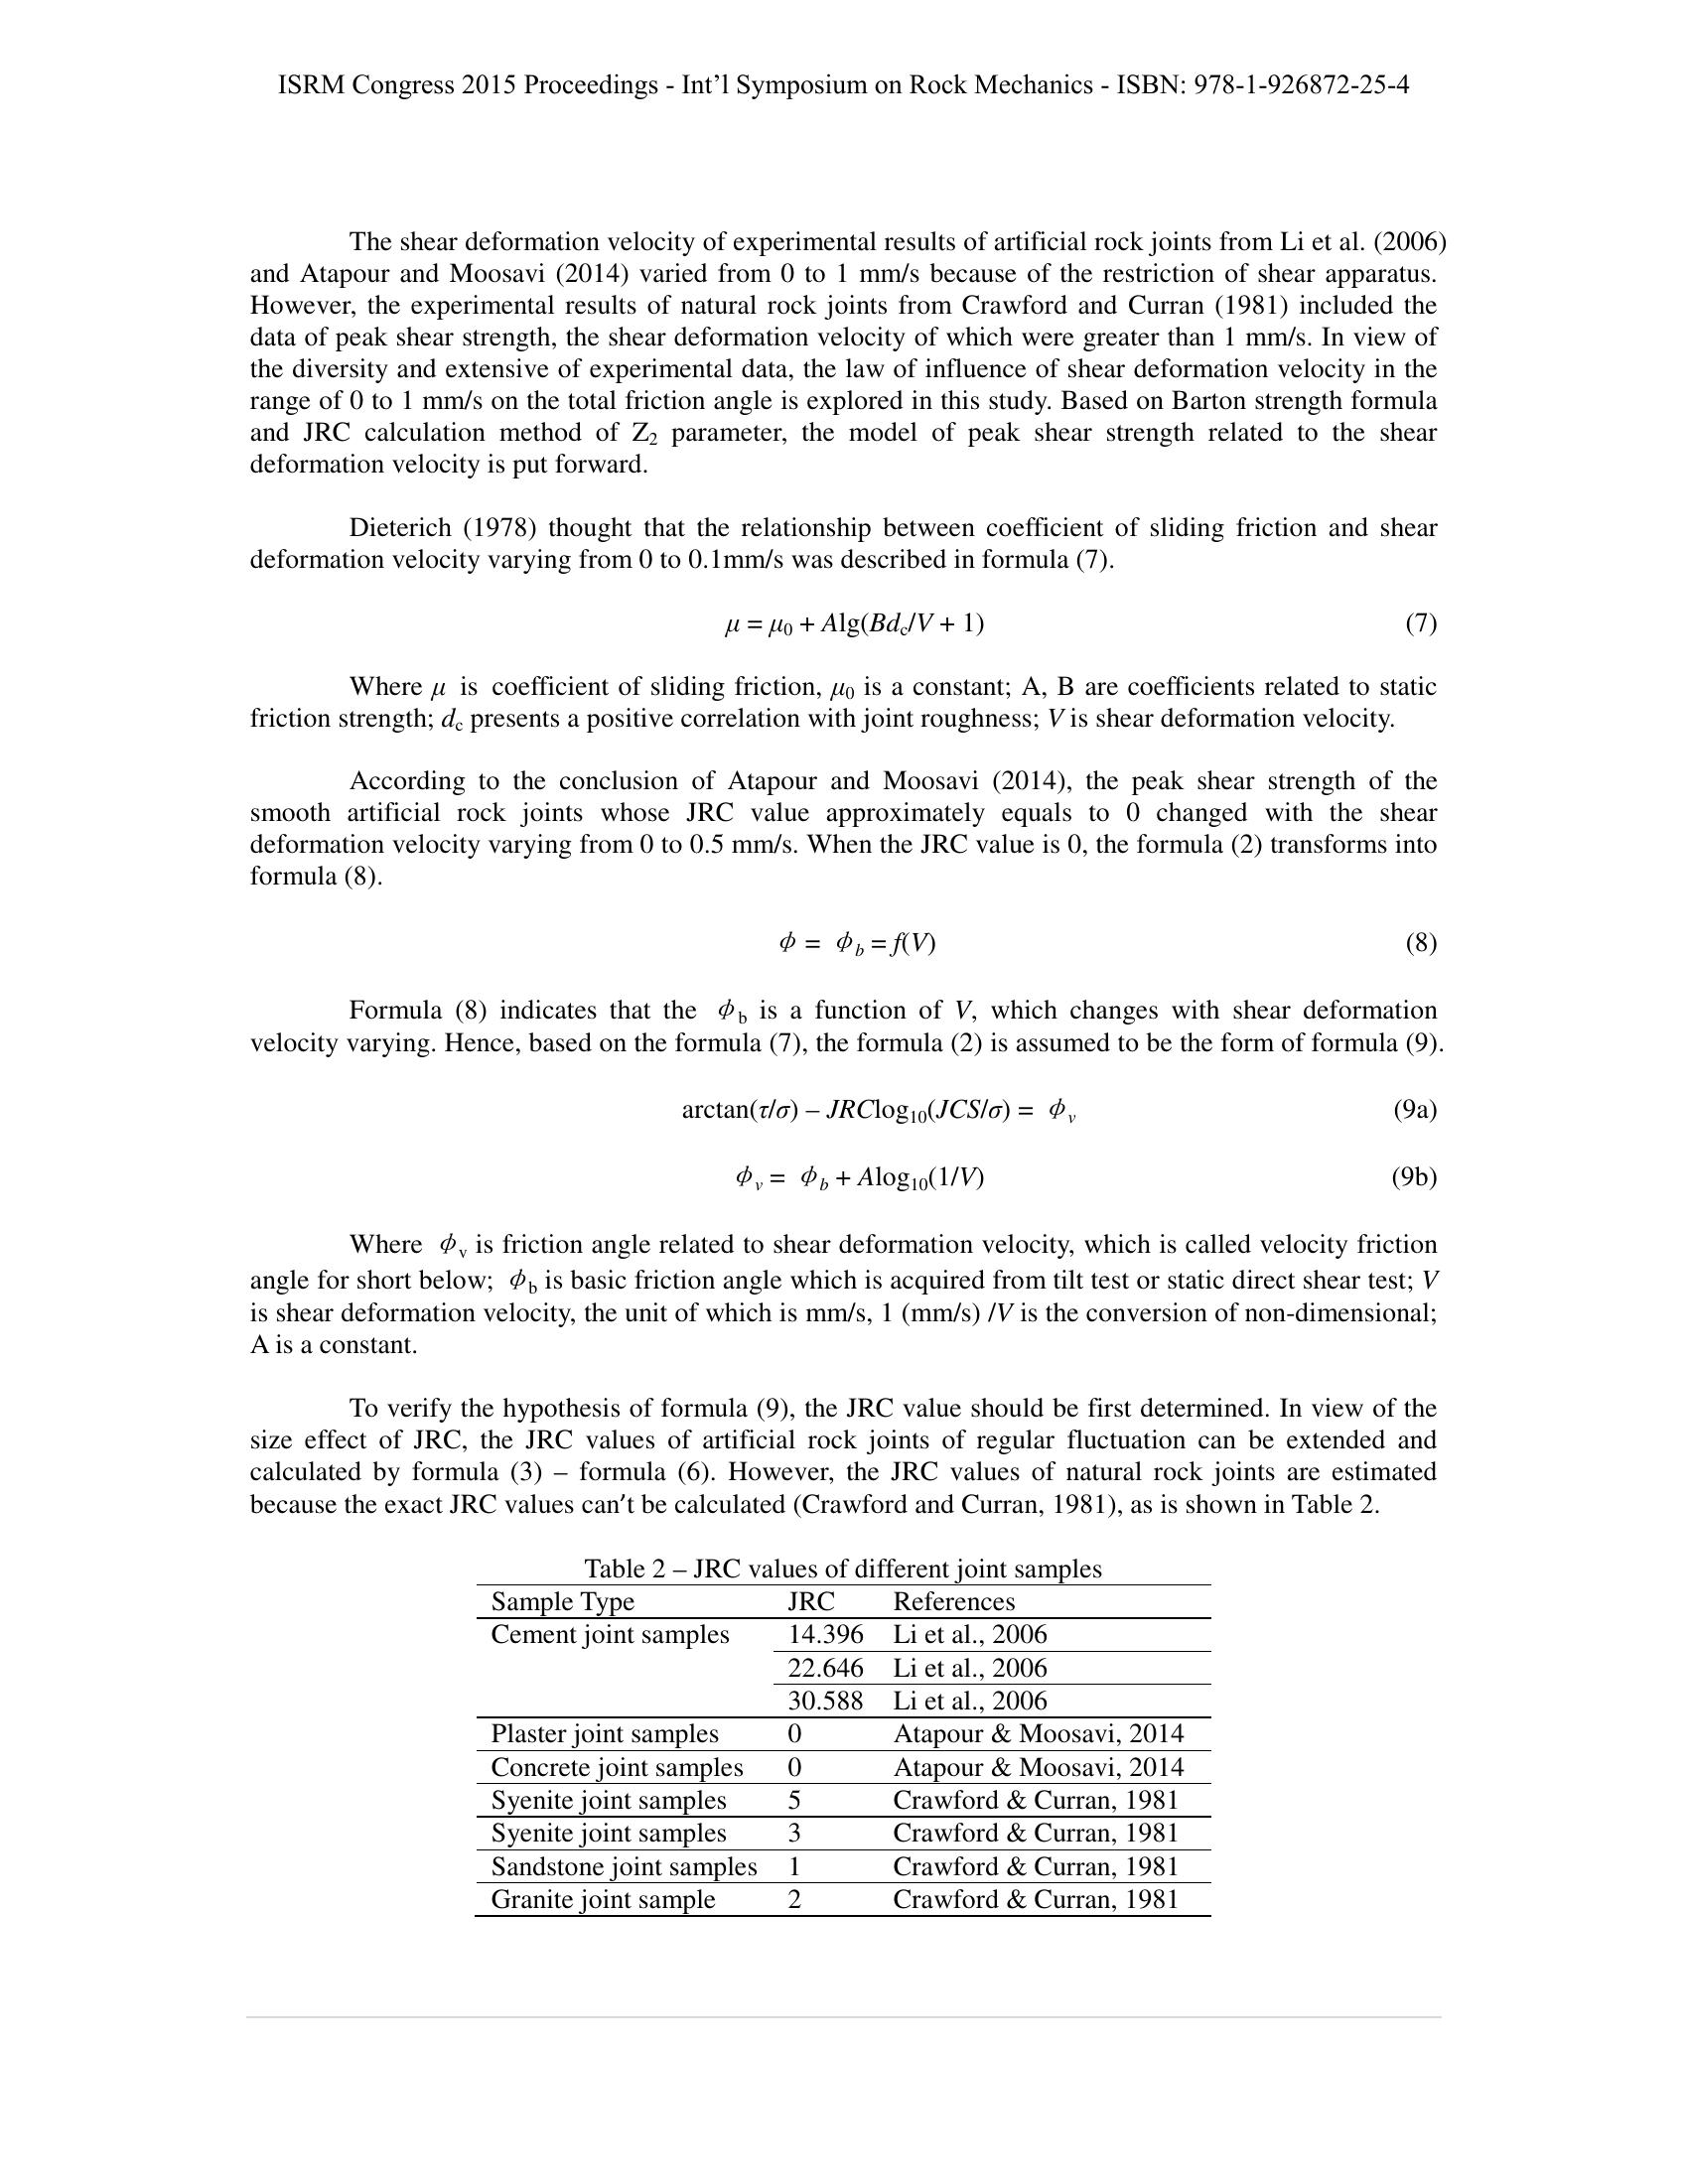 ISRM Congress 2015 Proceedings - Int’l Symposium on Rock Mechanics - ISBN: 978-1-926872-25-4
The shear deformation velocity of experimental results of artificial rock joints from Li et al. (2006)
and Atapour and Moosavi (2014) varied from 0 to 1 mm/s because of the restriction of shear apparatus.
However, the experimental results of natural rock joints from Crawford and Curran (1981) included the
data of peak shear strength, the shear deformation velocity of which were greater than 1 mm/s. In view of
the diversity and extensive of experimental data, the law of influence of shear deformation velocity in the
range of 0 to 1 mm/s on the total friction angle is explored in this study. Based on Barton strength formula
and JRC calculation method of Z₂ parameter, the model of peak shear strength related to the shear
deformation velocity is put forward.
Dieterich (1978) thought that the relationship between coefficient of sliding friction and shear
deformation velocity varying from 0 to 0.1mm/s was described in formula (7).
μ = μ₀ + Alg(Bd_c/V + 1) (7)
Where μ is coefficient of sliding friction, μ₀ is a constant; A, B are coefficients related to static
friction strength; d_c presents a positive correlation with joint roughness; V is shear deformation velocity.
According to the conclusion of Atapour and Moosavi (2014), the peak shear strength of the
smooth artificial rock joints whose JRC value approximately equals to 0 changed with the shear
deformation velocity varying from 0 to 0.5 mm/s. When the JRC value is 0, the formula (2) transforms into
formula (8).
ϕ = ϕ_b = f(V) (8)
Formula (8) indicates that the ϕ_b is a function of V, which changes with shear deformation
velocity varying. Hence, based on the formula (7), the formula (2) is assumed to be the form of formula (9).
arctan(τ/σ) – JRClog₁₀(JCS/σ) = ϕ_v (9a)
ϕ_v = ϕ_b + Alog₁₀(1/V) (9b)
Where ϕ_v is friction angle related to shear deformation velocity, which is called velocity friction
angle for short below; ϕ_b is basic friction angle which is acquired from tilt test or static direct shear test; V
is shear deformation velocity, the unit of which is mm/s, 1 (mm/s) /V is the conversion of non-dimensional;
A is a constant.
To verify the hypothesis of formula (9), the JRC value should be first determined. In view of the
size effect of JRC, the JRC values of artificial rock joints of regular fluctuation can be extended and
calculated by formula (3) – formula (6). However, the JRC values of natural rock joints are estimated
because the exact JRC values can’t be calculated (Crawford and Curran, 1981), as is shown in Table 2.
Table 2 – JRC values of different joint samples
Sample Type JRC References
Cement joint samples 14.396 Li et al., 2006
22.646 Li et al., 2006
30.588 Li et al., 2006
Plaster joint samples 0 Atapour & Moosavi, 2014
Concrete joint samples 0 Atapour & Moosavi, 2014
Syenite joint samples 5 Crawford & Curran, 1981
Syenite joint samples 3 Crawford & Curran, 1981
Sandstone joint samples 1 Crawford & Curran, 1981
Granite joint sample 2 Crawford & Curran, 1981